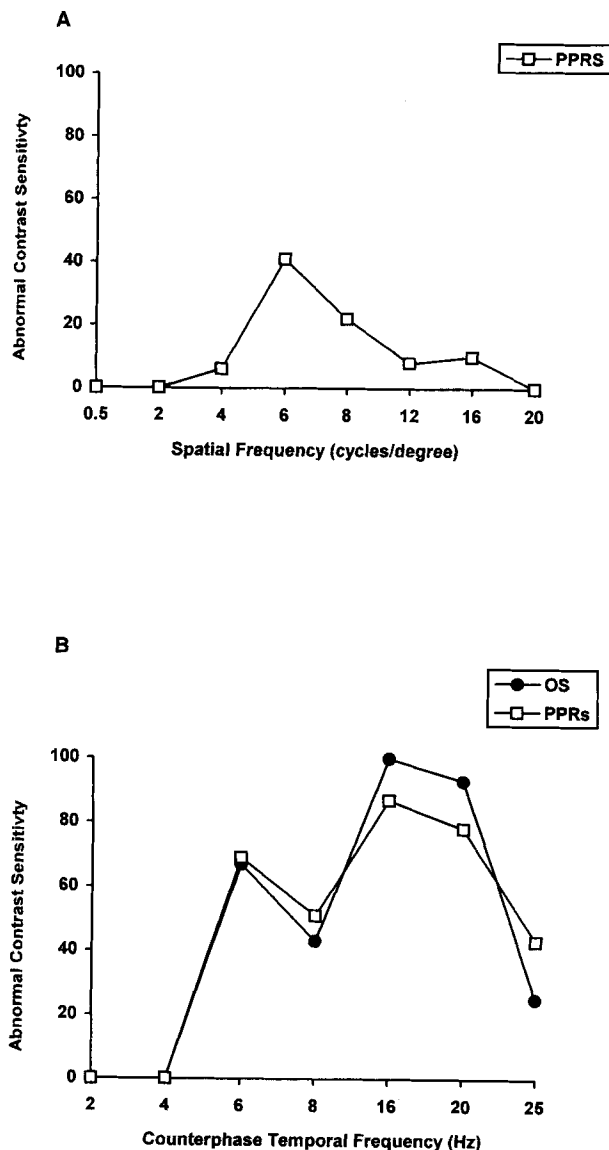 A
PPRS
100
80
60
40
20
0
Abnormal Contrast Sensitivty
0.5 2 4 6 8 12 16 20
Spatial Frequency (cycles/degree)
B
OS
PPRs
100
80
60
40
20
0
Abnormal Contrast Sensitivty
2 4 6 8 16 20 25
Counterphase Temporal Frequency (Hz)